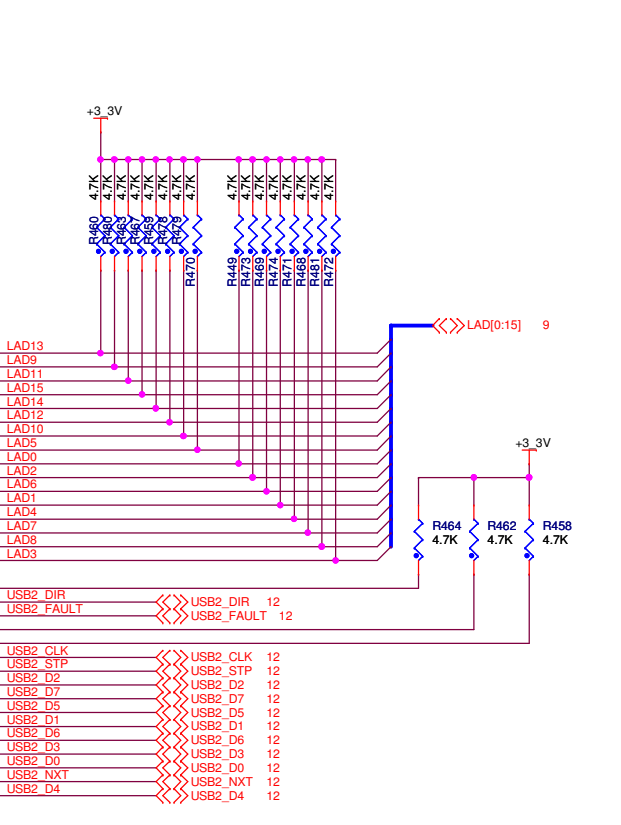 +3_3V
4.7K 4.7K 4.7K 4.7K 4.7K 4.7K 4.7K 4.7K 4.7K 4.7K 4.7K 4.7K 4.7K 4.7K 4.7K 4.7K
R460 R480 R463 R467 R459 R478 R479 R470 R449 R473 R469 R474 R471 R468 R481 R472
LAD[0:15] 9
LAD13
LAD9
LAD11
LAD15
LAD14
LAD12
LAD10
LAD5
LAD0
LAD2
LAD6
LAD1
LAD4
LAD7
LAD8
LAD3
+3_3V
R464 R462 R458
4.7K 4.7K 4.7K
USB2_DIR USB2_DIR 12
USB2_FAULT USB2_FAULT 12
USB2_CLK USB2_CLK 12
USB2_STP USB2_STP 12
USB2_D2 USB2_D2 12
USB2_D7 USB2_D7 12
USB2_D5 USB2_D5 12
USB2_D1 USB2_D1 12
USB2_D6 USB2_D6 12
USB2_D3 USB2_D3 12
USB2_D0 USB2_D0 12
USB2_NXT USB2_NXT 12
USB2_D4 USB2_D4 12